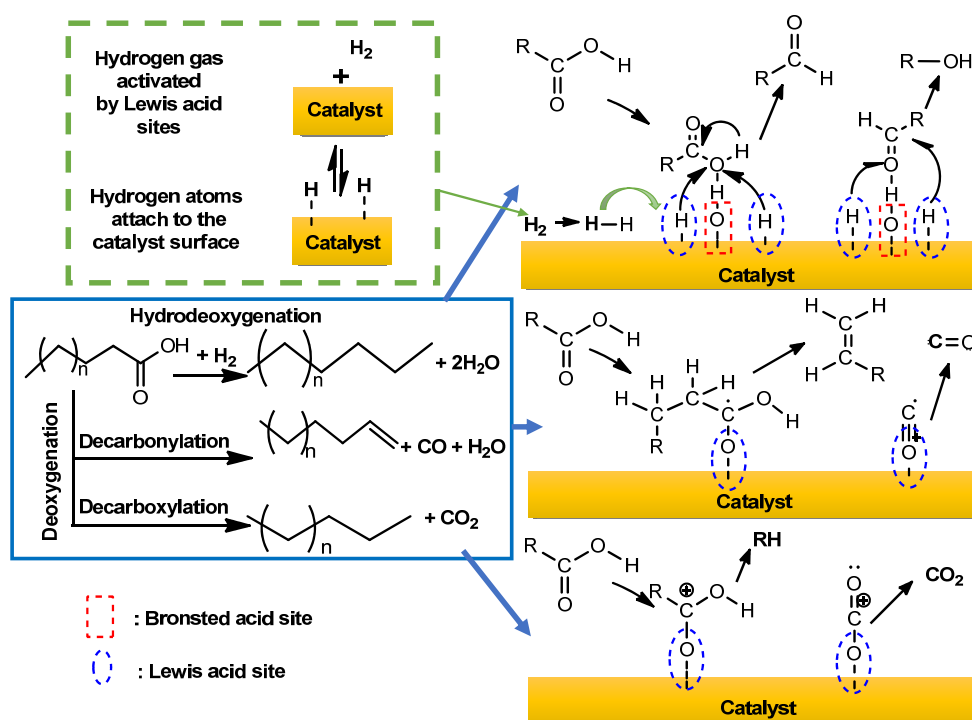 Hydrogen gas
activated
by Lewis acid
sites
H₂
+
Catalyst
H H
Hydrogen atoms
attach to the
catalyst surface
Catalyst
R C O H
O
O
R C H
R—OH
O
R C O H
H
H R
C
O
H₂ H—H
H O H
H
H O H
Catalyst
Hydrodeoxygenation
n
OH
O
+ H₂
n
+ 2H₂O
Deoxygenation
Decarbonylation
n
+ CO + H₂O
Decarboxylation
n
+ CO₂
R C O H
O
H H
H C C O H
C H
R O
H H
C
C
H R
C=O
C
O
+
Catalyst
R C O H
O
R C O H
+
O
RH
O
+
C
O
CO₂
Catalyst
: Bronsted acid site
: Lewis acid site